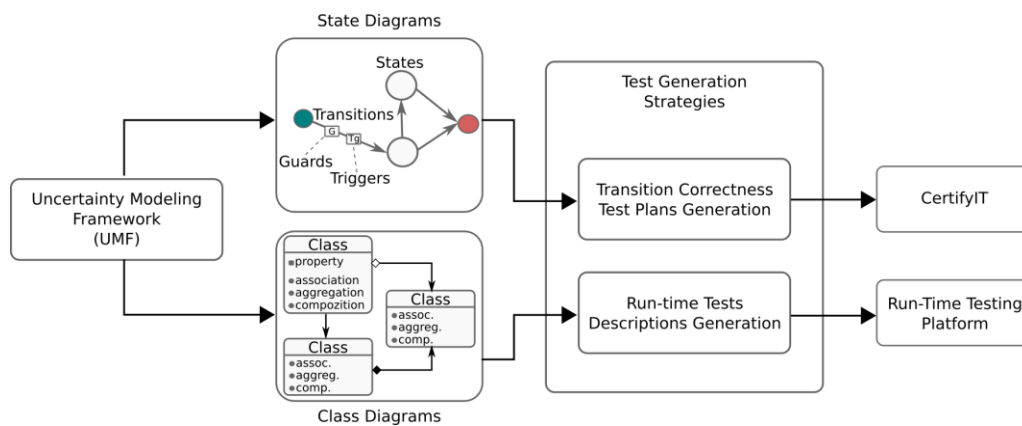 State Diagrams
States
Transitions
G
Tg
Guards
Triggers
Uncertainty Modeling
Framework
(UMF)
Class
property
association
aggregation
compozition
Class
assoc.
aggreg.
comp.
Class
assoc.
aggreg.
comp.
Class Diagrams
Test Generation
Strategies
Transition Correctness
Test Plans Generation
Run-time Tests
Descriptions Generation
CertifyIT
Run-Time Testing
Platform